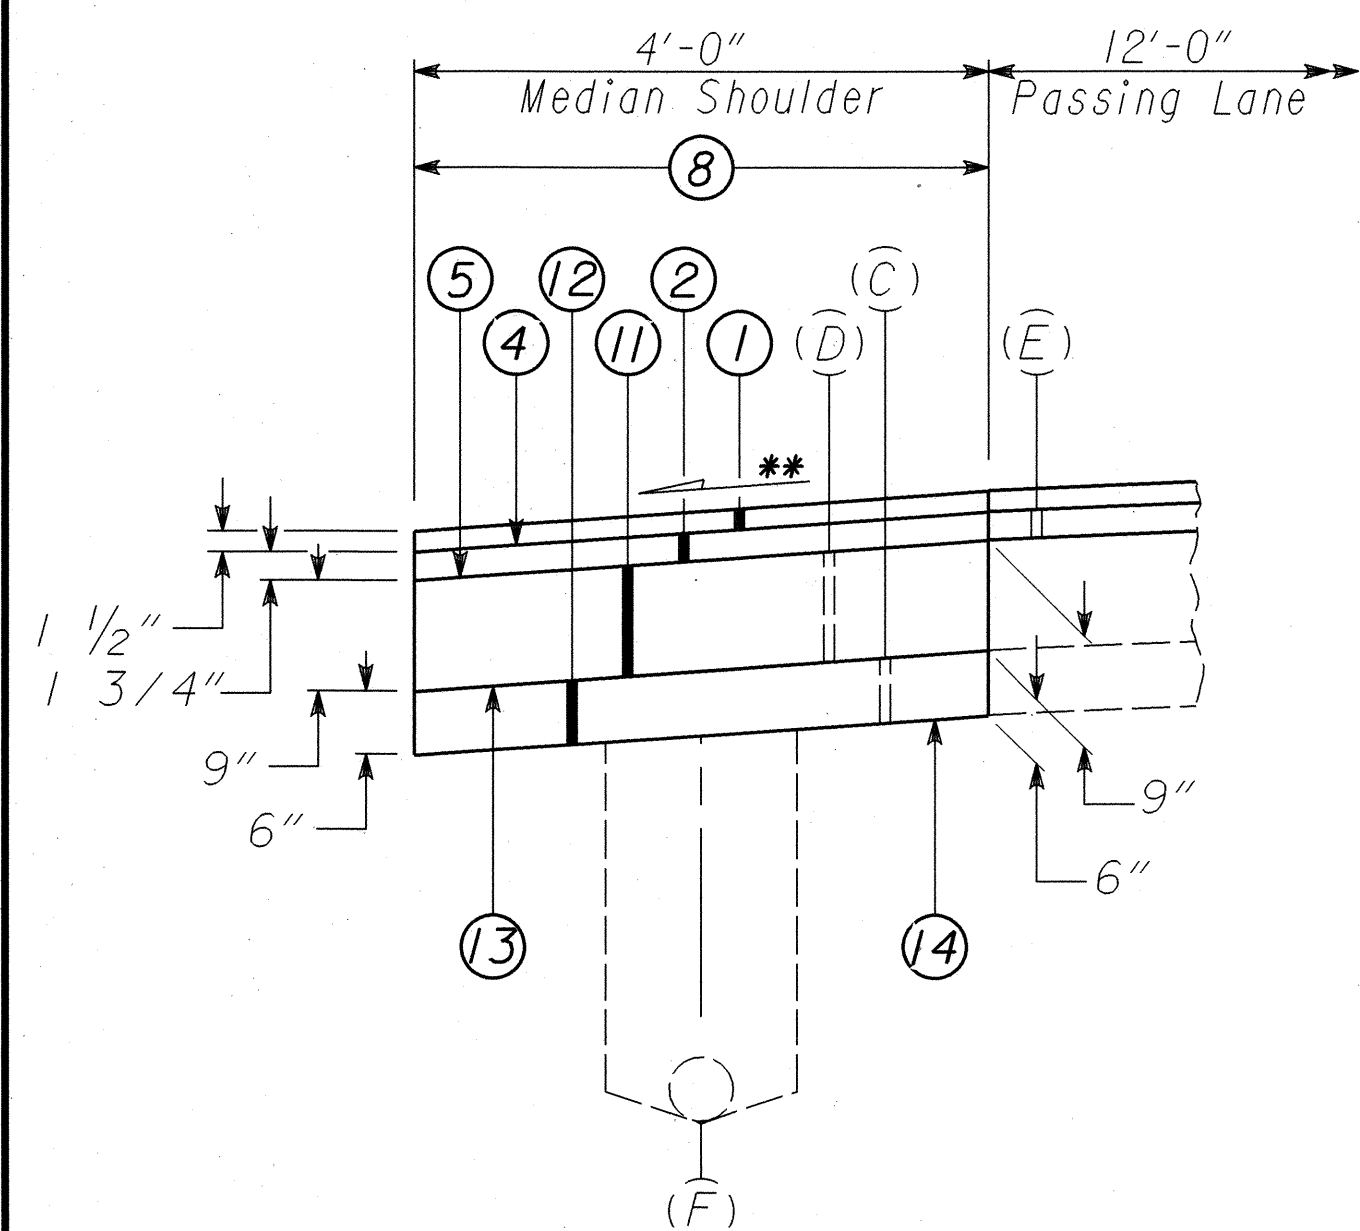 4'-0" 12'-0"
Median Shoulder Passing Lane
8
5 12 2 (C)
4 11 1 (D) (E)
**
1 1/2"
1 3/4"
9"
6"
9"
6"
13 14
(F)